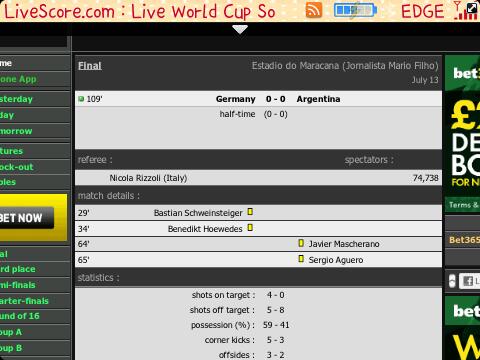 LiveScore.com : Live World Cup So EDGE
me
one App
sterday
day
morrow
tures
ock-out
bles
BET NOW
al
rd place
mi-finals
arter-finals
und of 16
oup A
oup B
Final Estadio do Maracana (Jornalista Mario Filho)
July 13
109' Germany 0 - 0 Argentina
half-time (0 - 0)
referee : spectators :
Nicola Rizzoli (Italy) 74,738
match details :
29' Bastian Schweinsteiger
34' Benedikt Hoewedes
64' Javier Mascherano
65' Sergio Aguero
statistics :
shots on target : 4 - 0
shots off target : 5 - 8
possession (%) : 59 - 41
corner kicks : 5 - 3
offsides : 3 - 2
bet
£
DE
BO
FOR N
Terms &
Bet365
L
bet
W